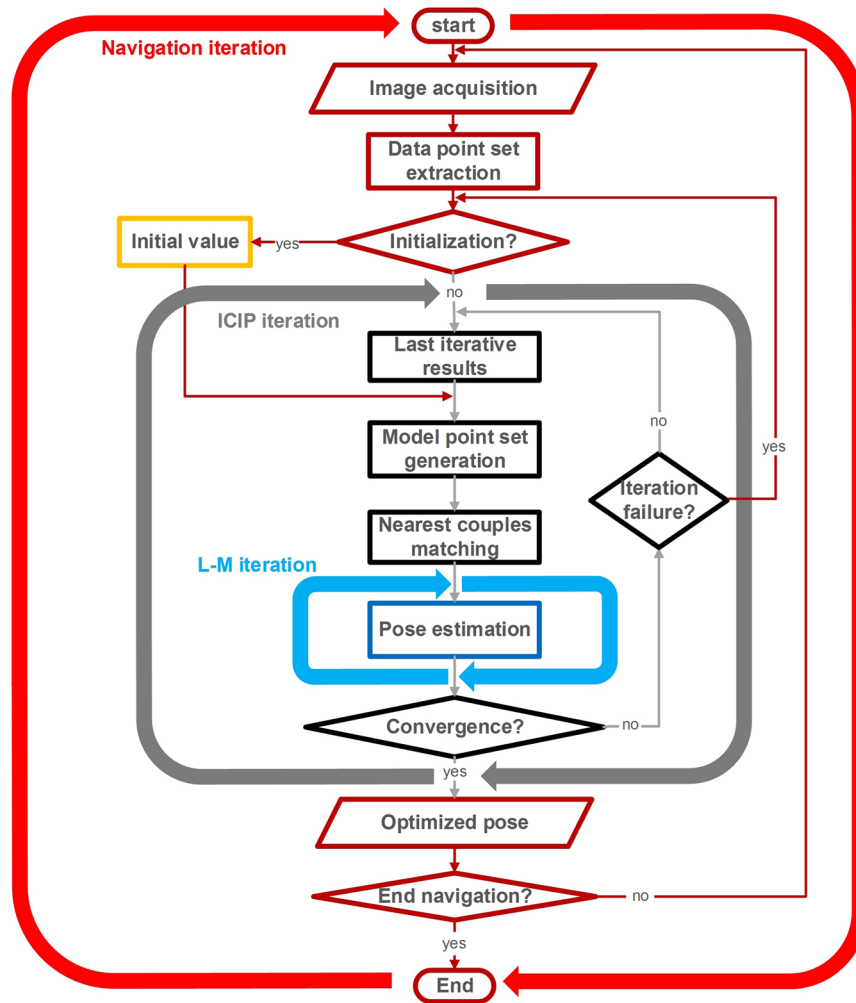 start
Navigation iteration
Image acquisition
Data point set
extraction
Initial value
yes
Initialization?
no
ICIP iteration
Last iterative
results
no
Model point set
generation
yes
Iteration
failure?
Nearest couples
matching
L-M iteration
Pose estimation
Convergence?
no
yes
Optimized pose
End navigation?
no
yes
End